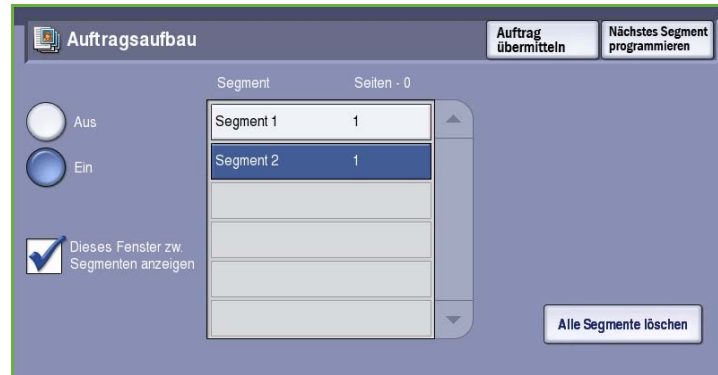 Auftragsaufbau
Auftrag
übermitteln
Nächstes Segment
programmieren
Segment Seiten - 0
Aus
Ein
Segment 1 1
Segment 2 1
Dieses Fenster zw.
Segmenten anzeigen
Alle Segmente löschen